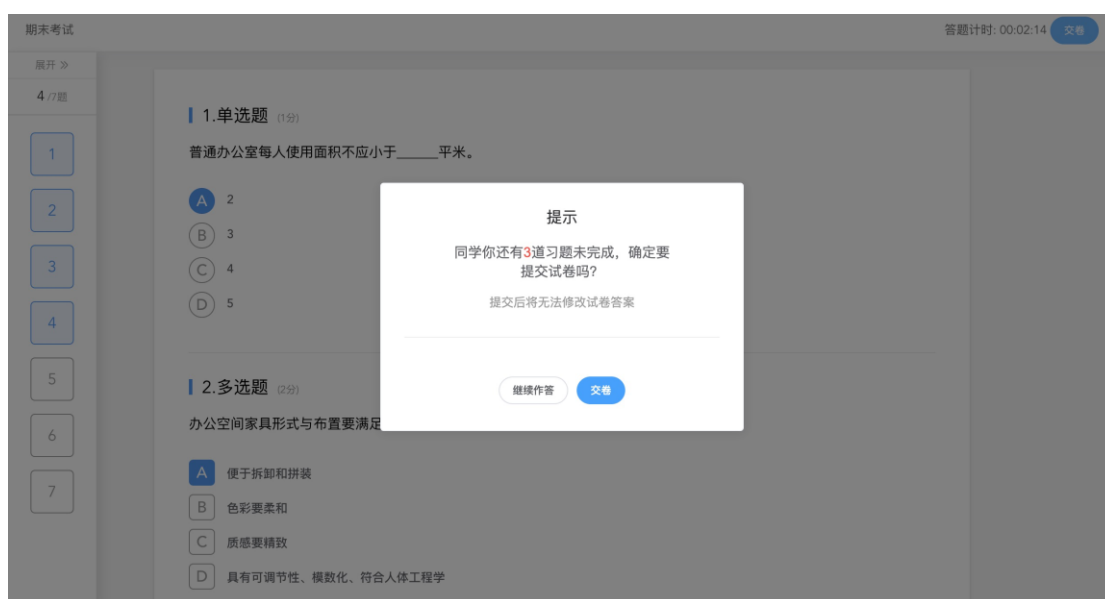 期末考试
答题计时: 00:02:14 交卷
展开 »
4 /7题
1
2
3
4
5
6
7
1.单选题 (1分)
普通办公室每人使用面积不应小于______平米。
A 2
B 3
C 4
D 5
2.多选题 (2分)
办公空间家具形式与布置要满足
A 便于拆卸和拼装
B 色彩要柔和
C 质感要精致
D 具有可调节性、模数化、符合人体工程学
提示
同学你还有3道习题未完成，确定要
提交试卷吗?
提交后将无法修改试卷答案
继续作答 交卷